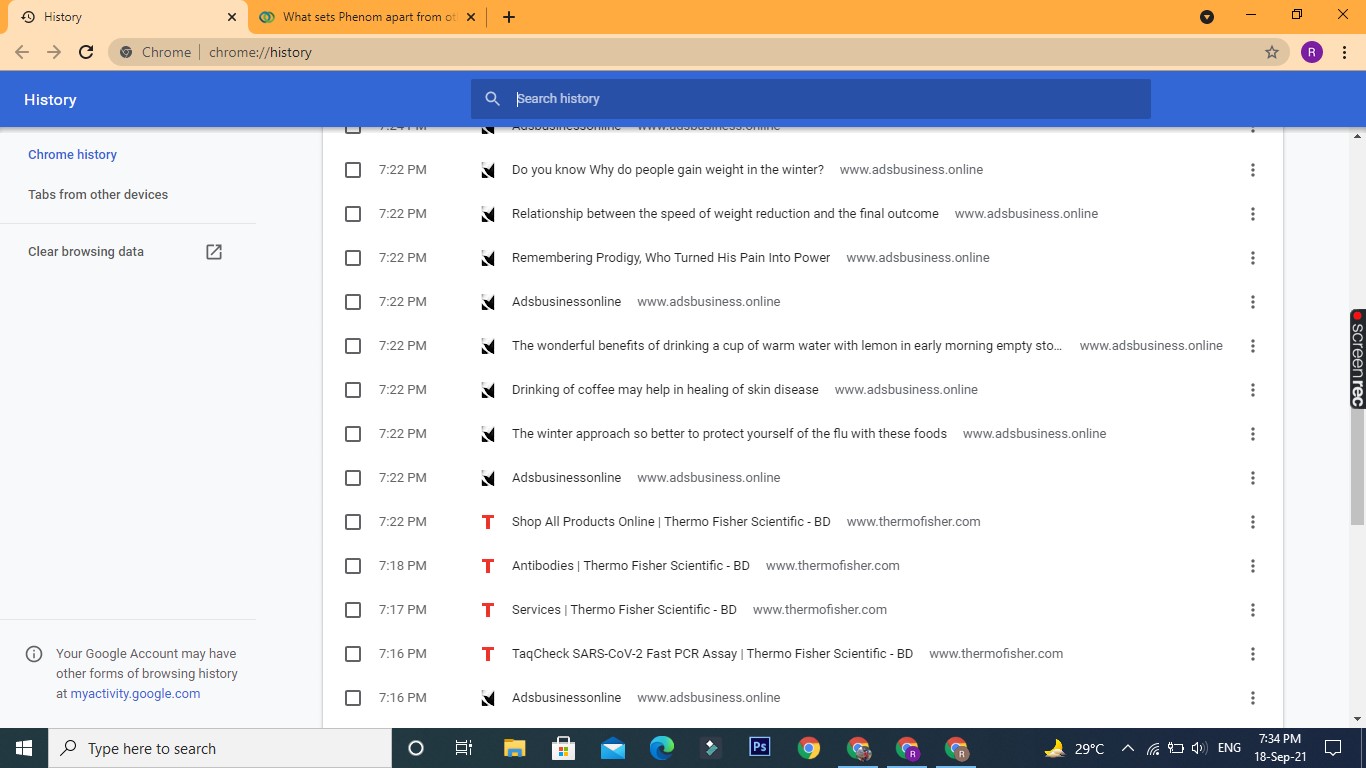 History
What sets Phenom apart from ot
Chrome chrome://history
R
History
Search history
Chrome history
Tabs from other devices
Clear browsing data
7:24 PM Adsbusinessonline www.adsbusiness.online
7:22 PM Do you know Why do people gain weight in the winter? www.adsbusiness.online
7:22 PM Relationship between the speed of weight reduction and the final outcome www.adsbusiness.online
7:22 PM Remembering Prodigy, Who Turned His Pain Into Power www.adsbusiness.online
7:22 PM Adsbusinessonline www.adsbusiness.online
7:22 PM The wonderful benefits of drinking a cup of warm water with lemon in early morning empty sto... www.adsbusiness.online
7:22 PM Drinking of coffee may help in healing of skin disease www.adsbusiness.online
7:22 PM The winter approach so better to protect yourself of the flu with these foods www.adsbusiness.online
7:22 PM Adsbusinessonline www.adsbusiness.online
7:22 PM T Shop All Products Online | Thermo Fisher Scientific - BD www.thermofisher.com
7:18 PM T Antibodies | Thermo Fisher Scientific - BD www.thermofisher.com
7:17 PM T Services | Thermo Fisher Scientific - BD www.thermofisher.com
7:16 PM T TaqCheck SARS-CoV-2 Fast PCR Assay | Thermo Fisher Scientific - BD www.thermofisher.com
7:16 PM Adsbusinessonline www.adsbusiness.online
Your Google Account may have
other forms of browsing history
at myactivity.google.com
screenrec
Type here to search
Ps
R
R
29°C
ENG
7:34 PM
18-Sep-21